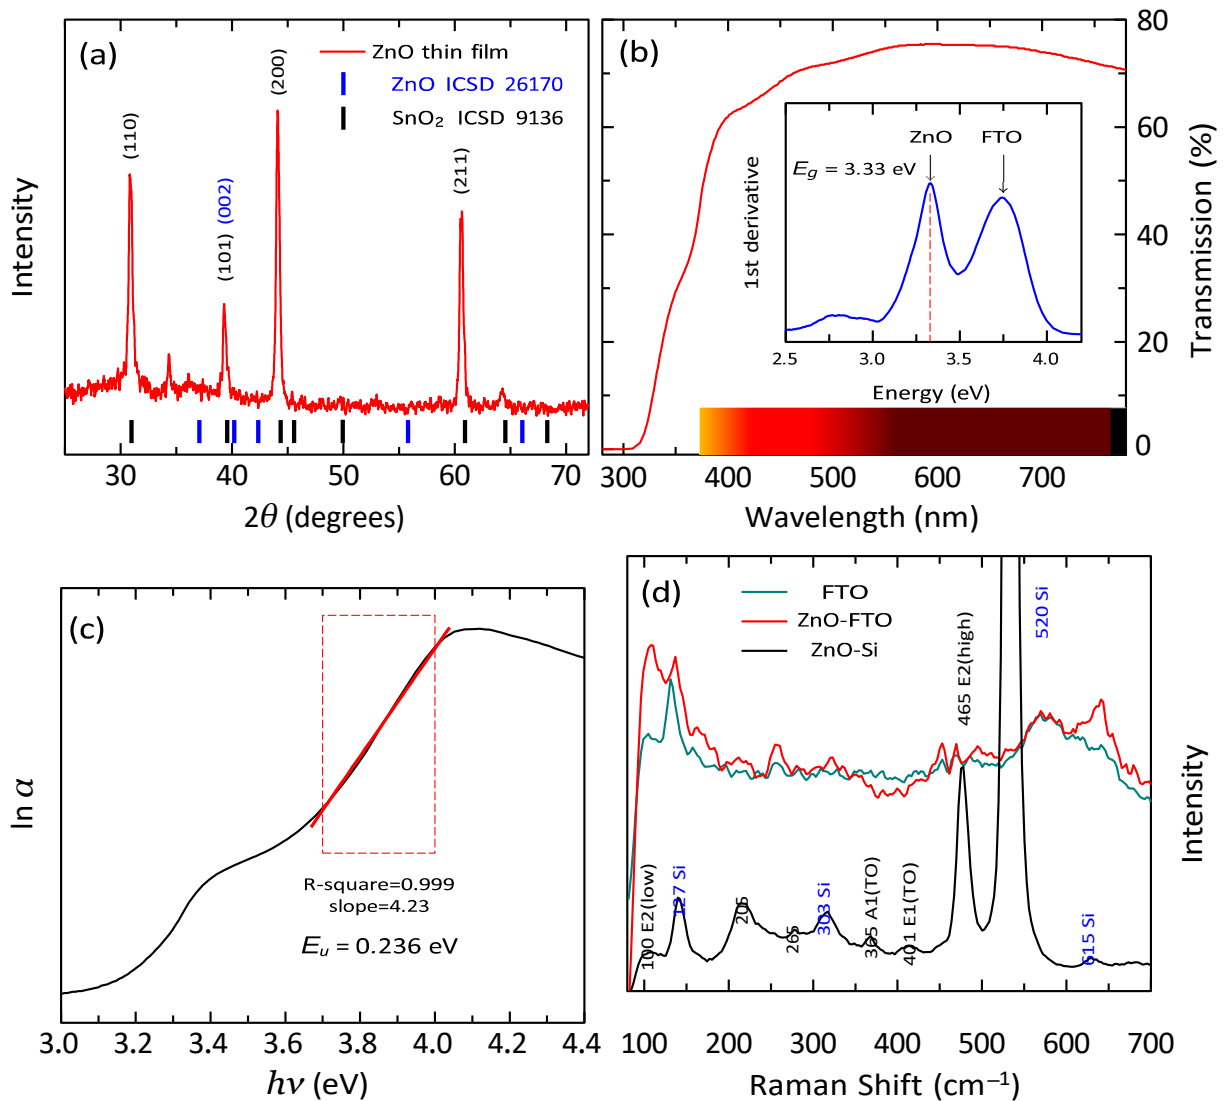 (a)
ZnO thin film
ZnO ICSD 26170
SnO₂ ICSD 9136
(110)
(101) (002)
(200)
(211)
Intensity
30 40 50 60 70
2θ (degrees)
(b)
80
60
40
20
0
Transmission (%)
ZnO FTO
E_g = 3.33 eV
1st derivative
2.5 3.0 3.5 4.0
Energy (eV)
300 400 500 600 700
Wavelength (nm)
(c)
ln α
R-square=0.999
slope=4.23
E_u = 0.236 eV
3.0 3.2 3.4 3.6 3.8 4.0 4.2 4.4
hν (eV)
(d)
FTO
ZnO-FTO
ZnO-Si
100 E2(low)
127 Si
205
265
303 Si
365 A1(TO)
401 E1(TO)
465 E2(high)
520 Si
615 Si
Intensity
100 200 300 400 500 600 700
Raman Shift (cm⁻¹)